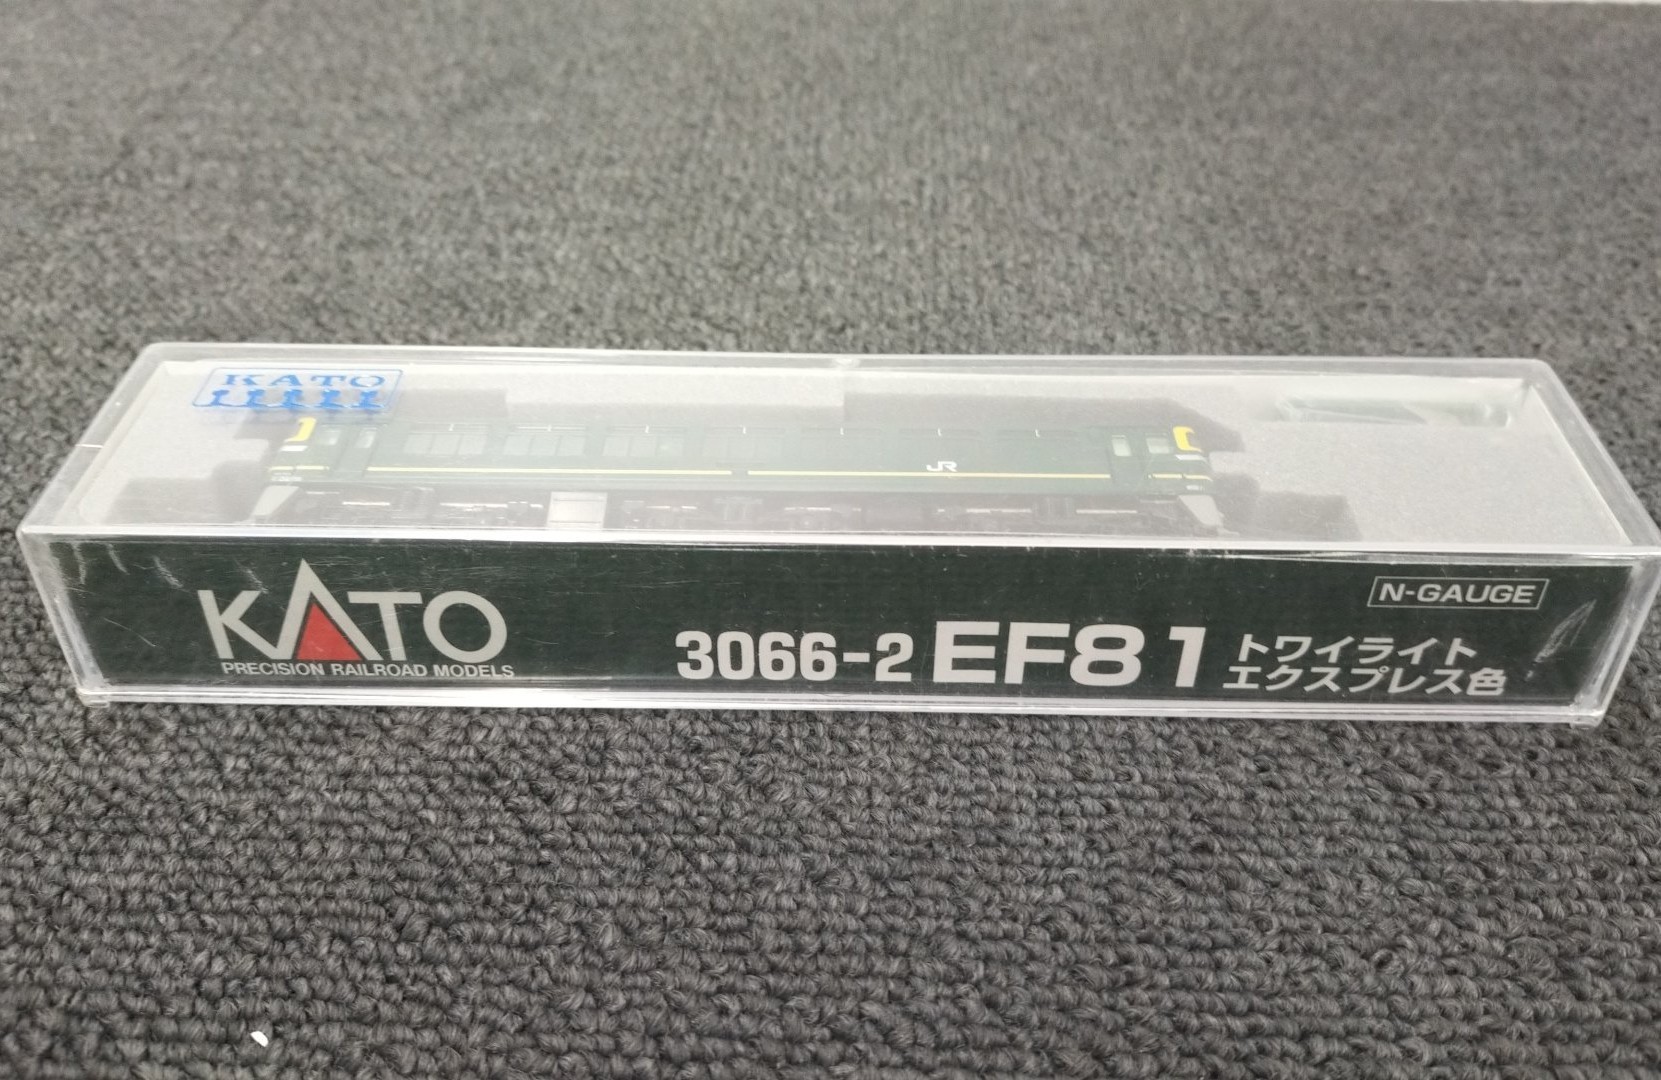 KATO
JR
KATO
PRECISION RAILROAD MODELS
3066-2 EF81 トワイライト
エクスプレス色
N-GAUGE